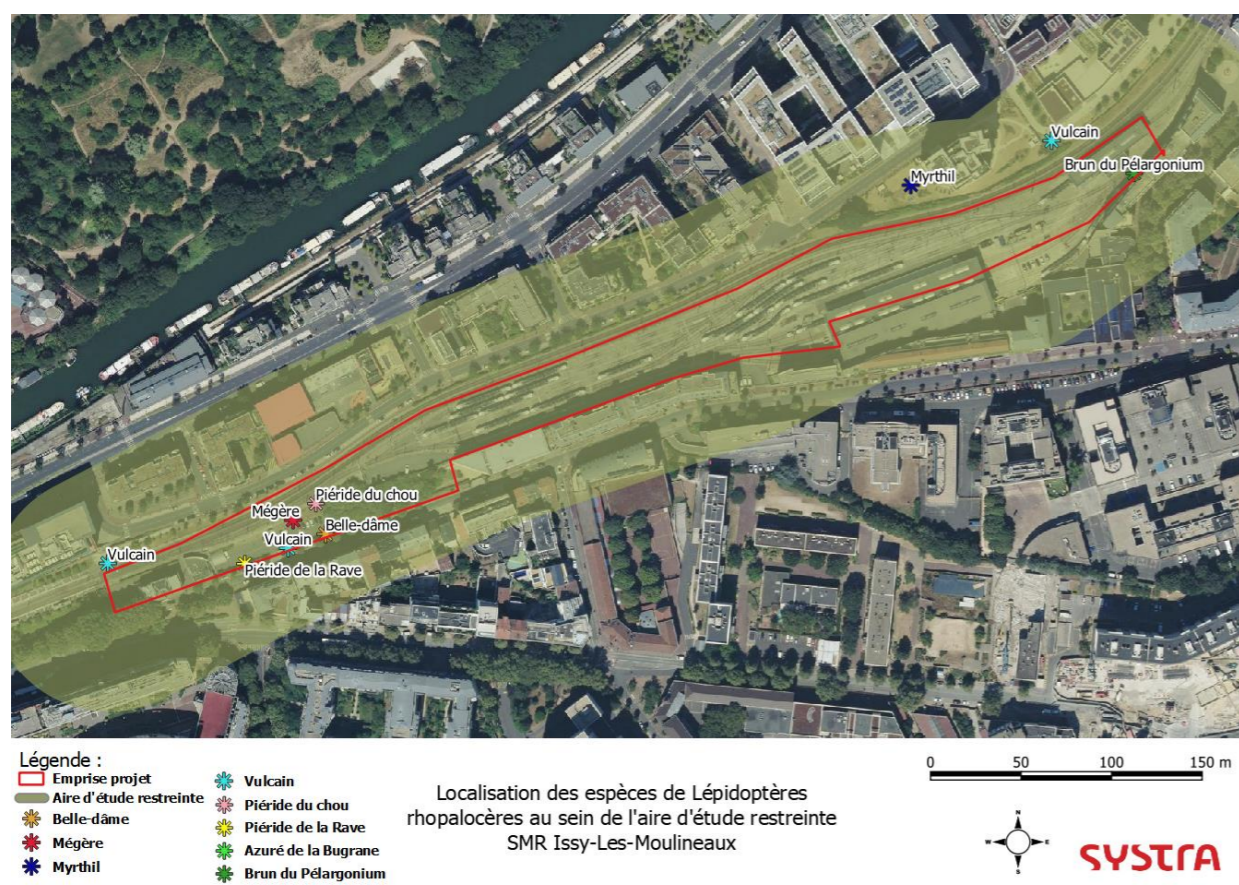 Vulcain
Myrthil
Brun du Pélargonium
Piéride du chou
Mégère
Belle-dâme
Vulcain
Vulcain
Piéride de la Rave
Légende :
Emprise projet
Aire d'étude restreinte
Belle-dâme
Mégère
Myrthil
Vulcain
Piéride du chou
Piéride de la Rave
Azuré de la Bugrane
Brun du Pélargonium
Localisation des espèces de Lépidoptères
rhopalocères au sein de l'aire d'étude restreinte
SMR Issy-Les-Moulineaux
0 50 100 150 m
N
W E
S
SYSTRA